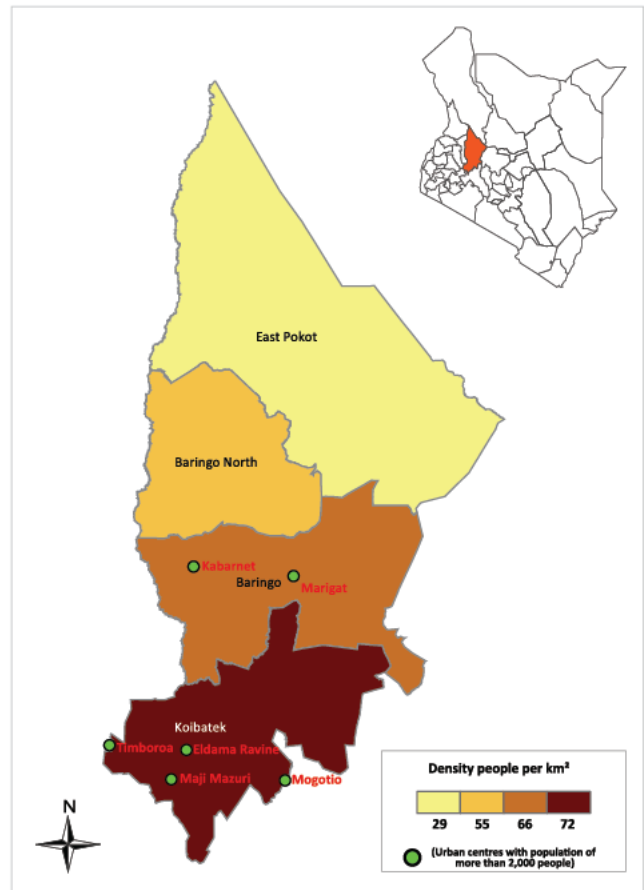 East Pokot
Baringo North
Kabarnet
Baringo
Marigat
Koibatek
Timboroa
Eldama Ravine
Maji Mazuri
Mogotio
N
Density people per km²
29 55 66 72
(Urban centres with population of
more than 2,000 people)